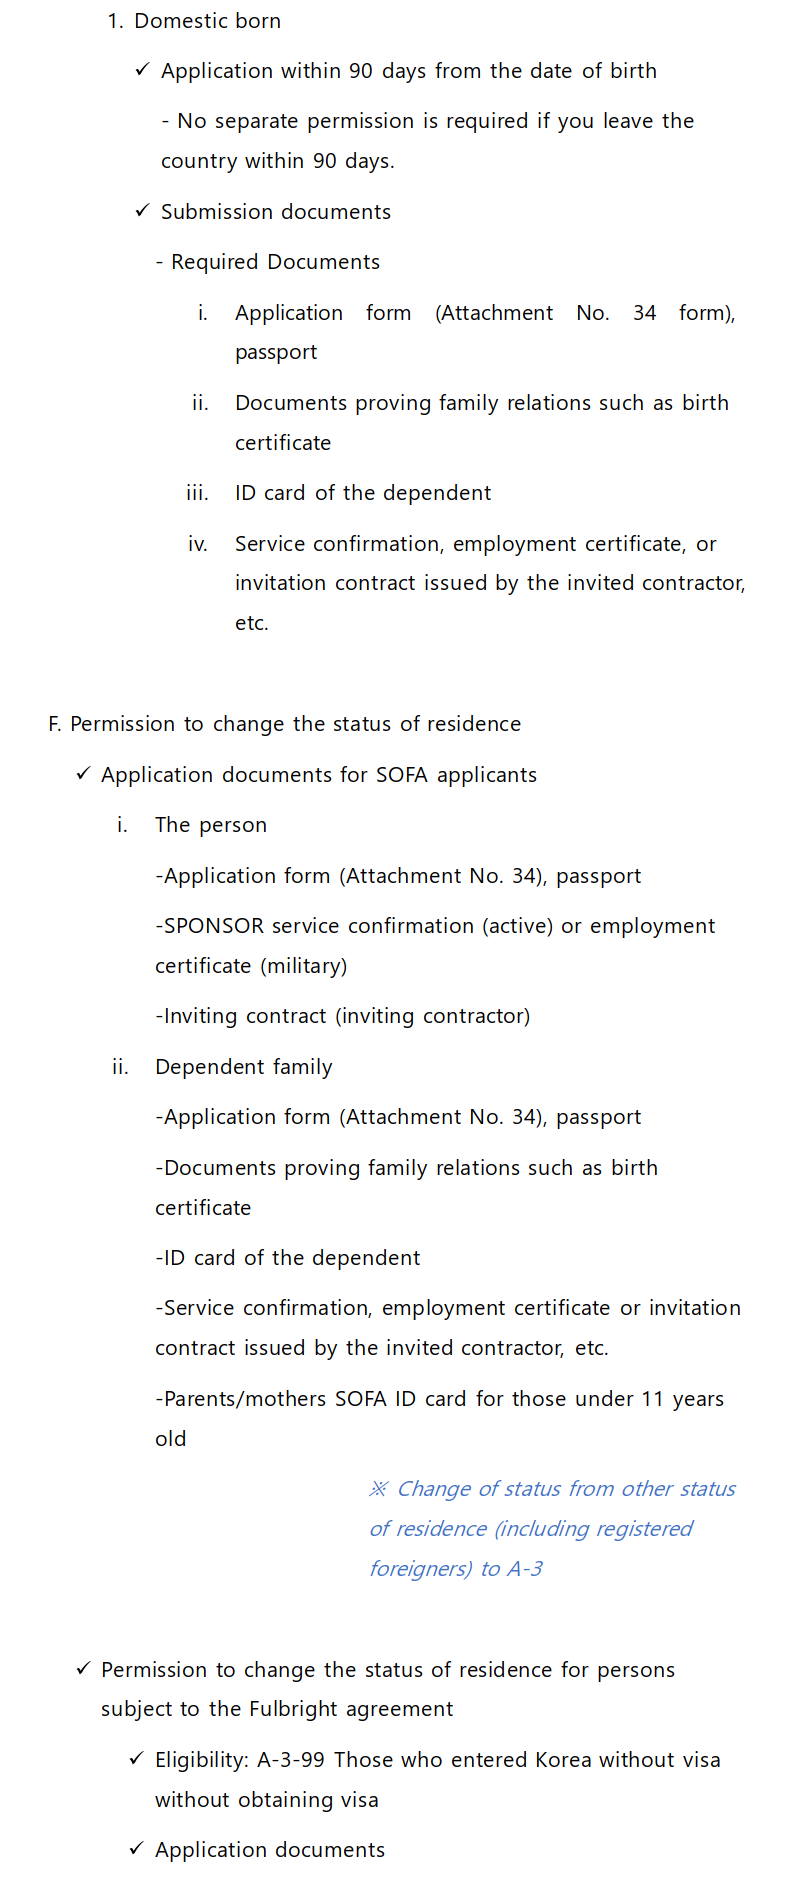 1. Domestic born
✓ Application within 90 days from the date of birth
- No separate permission is required if you leave the
country within 90 days.
✓ Submission documents
- Required Documents
i. Application form (Attachment No. 34 form),
passport
ii. Documents proving family relations such as birth
certificate
iii. ID card of the dependent
iv. Service confirmation, employment certificate, or
invitation contract issued by the invited contractor,
etc.
F. Permission to change the status of residence
✓ Application documents for SOFA applicants
i. The person
-Application form (Attachment No. 34), passport
-SPONSOR service confirmation (active) or employment
certificate (military)
-Inviting contract (inviting contractor)
ii. Dependent family
-Application form (Attachment No. 34), passport
-Documents proving family relations such as birth
certificate
-ID card of the dependent
-Service confirmation, employment certificate or invitation
contract issued by the invited contractor, etc.
-Parents/mothers SOFA ID card for those under 11 years
old
※ Change of status from other status
of residence (including registered
foreigners) to A-3
✓ Permission to change the status of residence for persons
subject to the Fulbright agreement
✓ Eligibility: A-3-99 Those who entered Korea without visa
without obtaining visa
✓ Application documents